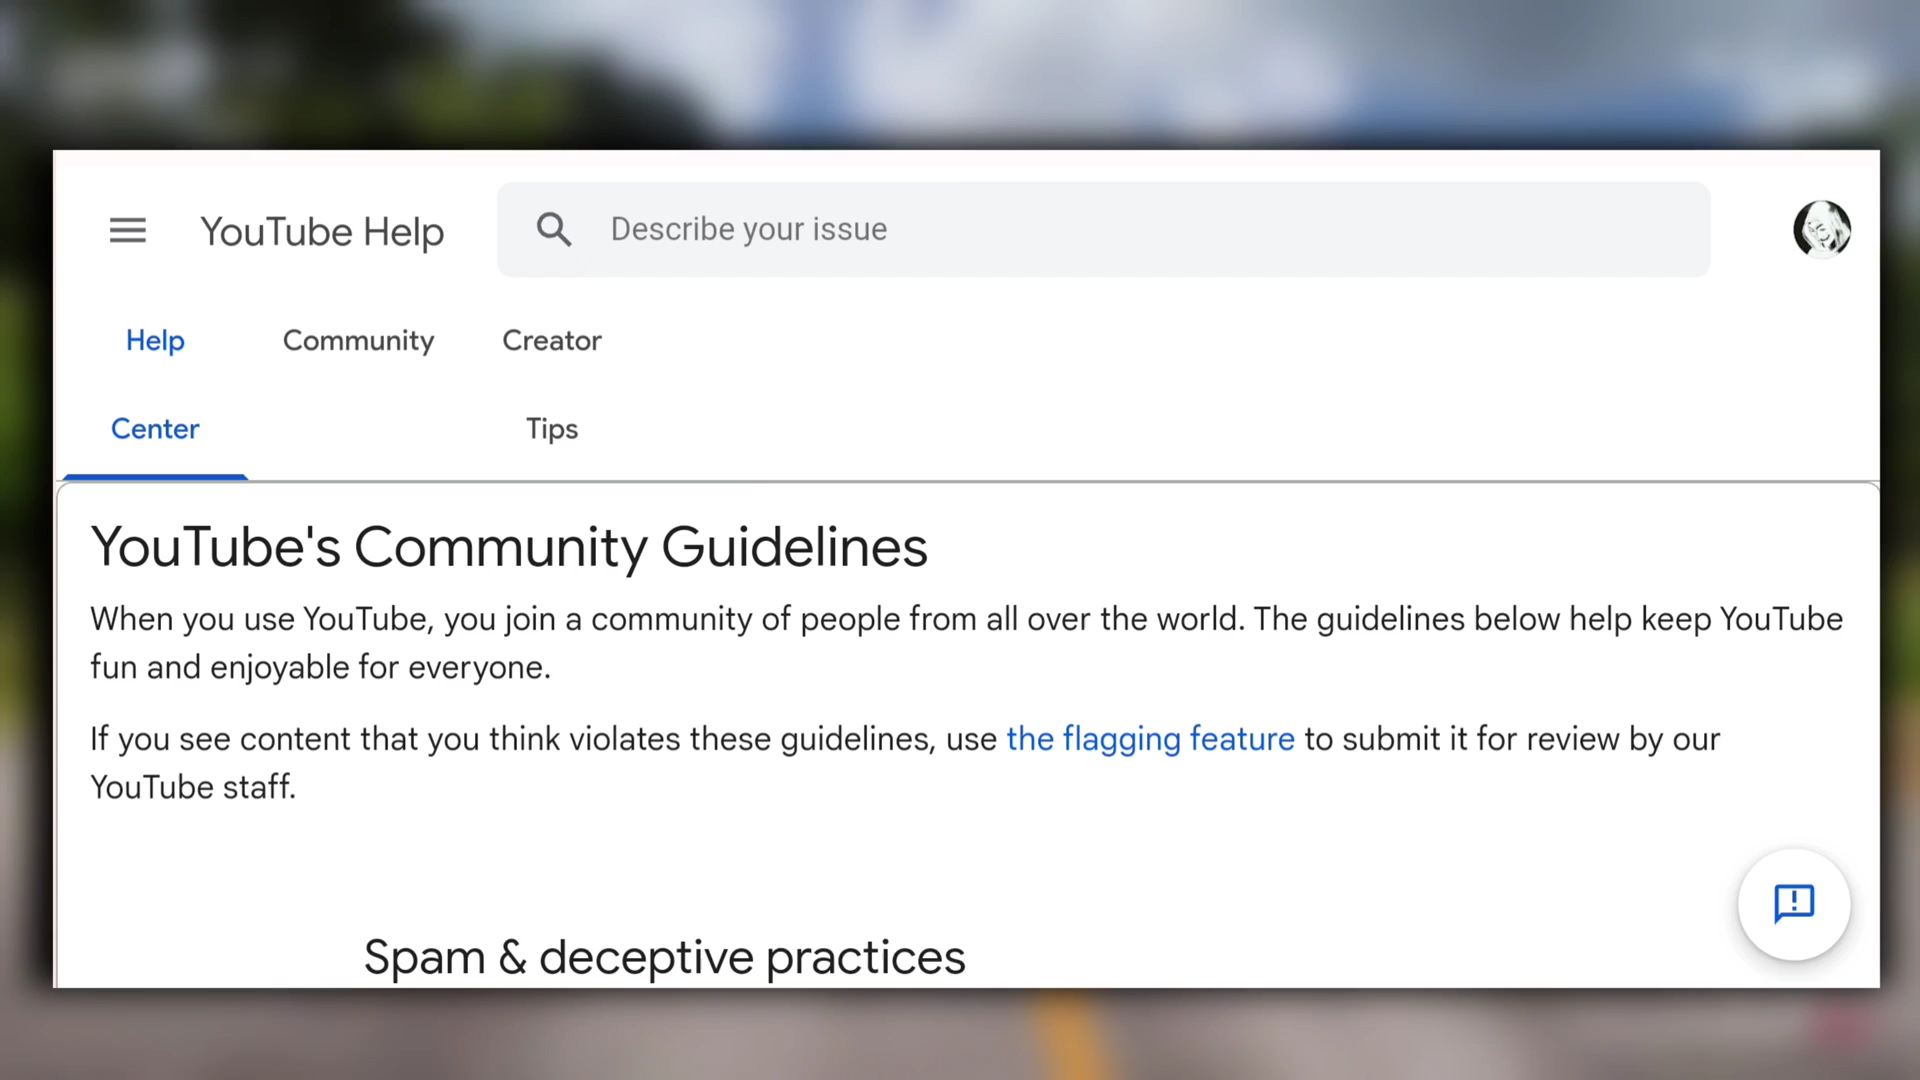 YouTube Help
Describe your issue
Help Community Creator
Center Tips
YouTube's Community Guidelines
When you use YouTube, you join a community of people from all over the world. The guidelines below help keep YouTube
fun and enjoyable for everyone.
If you see content that you think violates these guidelines, use the flagging feature to submit it for review by our
YouTube staff.
Spam & deceptive practices